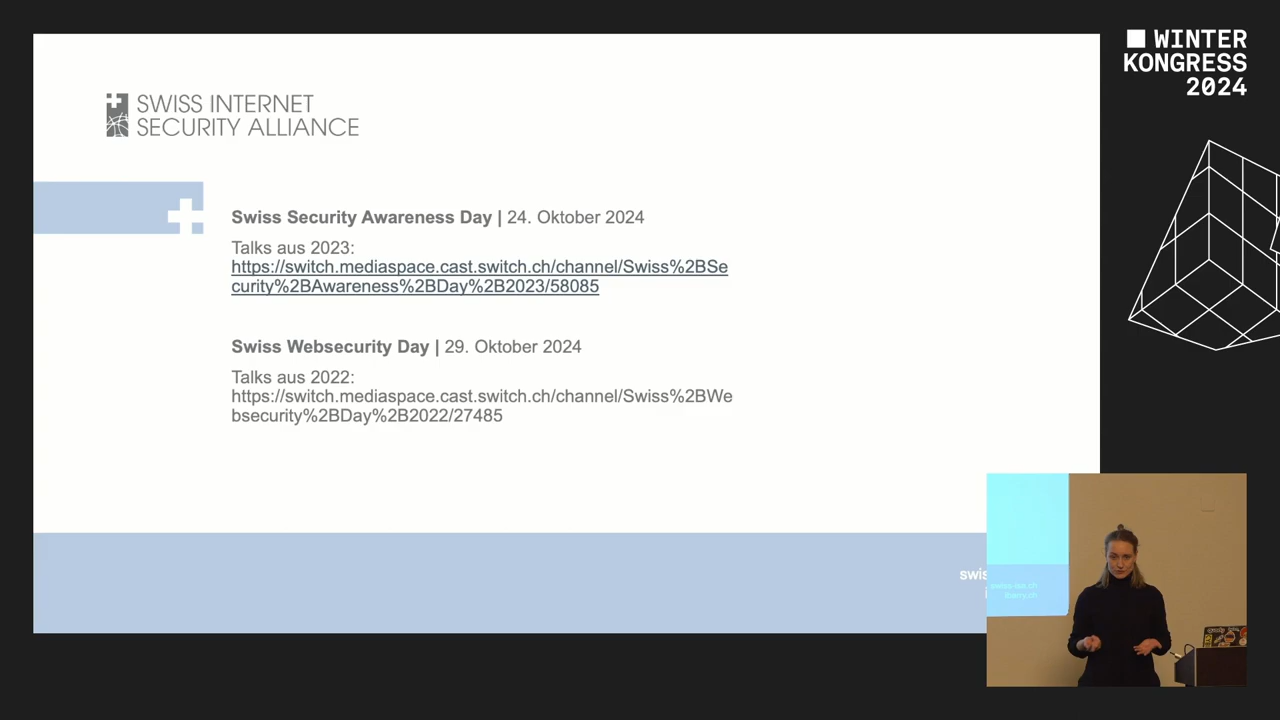 WINTER
KONGRESS
2024
SWISS INTERNET
SECURITY ALLIANCE
Swiss Security Awareness Day | 24. Oktober 2024
Talks aus 2023:
https://switch.mediaspace.cast.switch.ch/channel/Swiss%2BSe
curity%2BAwareness%2BDay%2B2023/58085
Swiss Websecurity Day | 29. Oktober 2024
Talks aus 2022:
https://switch.mediaspace.cast.switch.ch/channel/Swiss%2BWe
bsecurity%2BDay%2B2022/27485